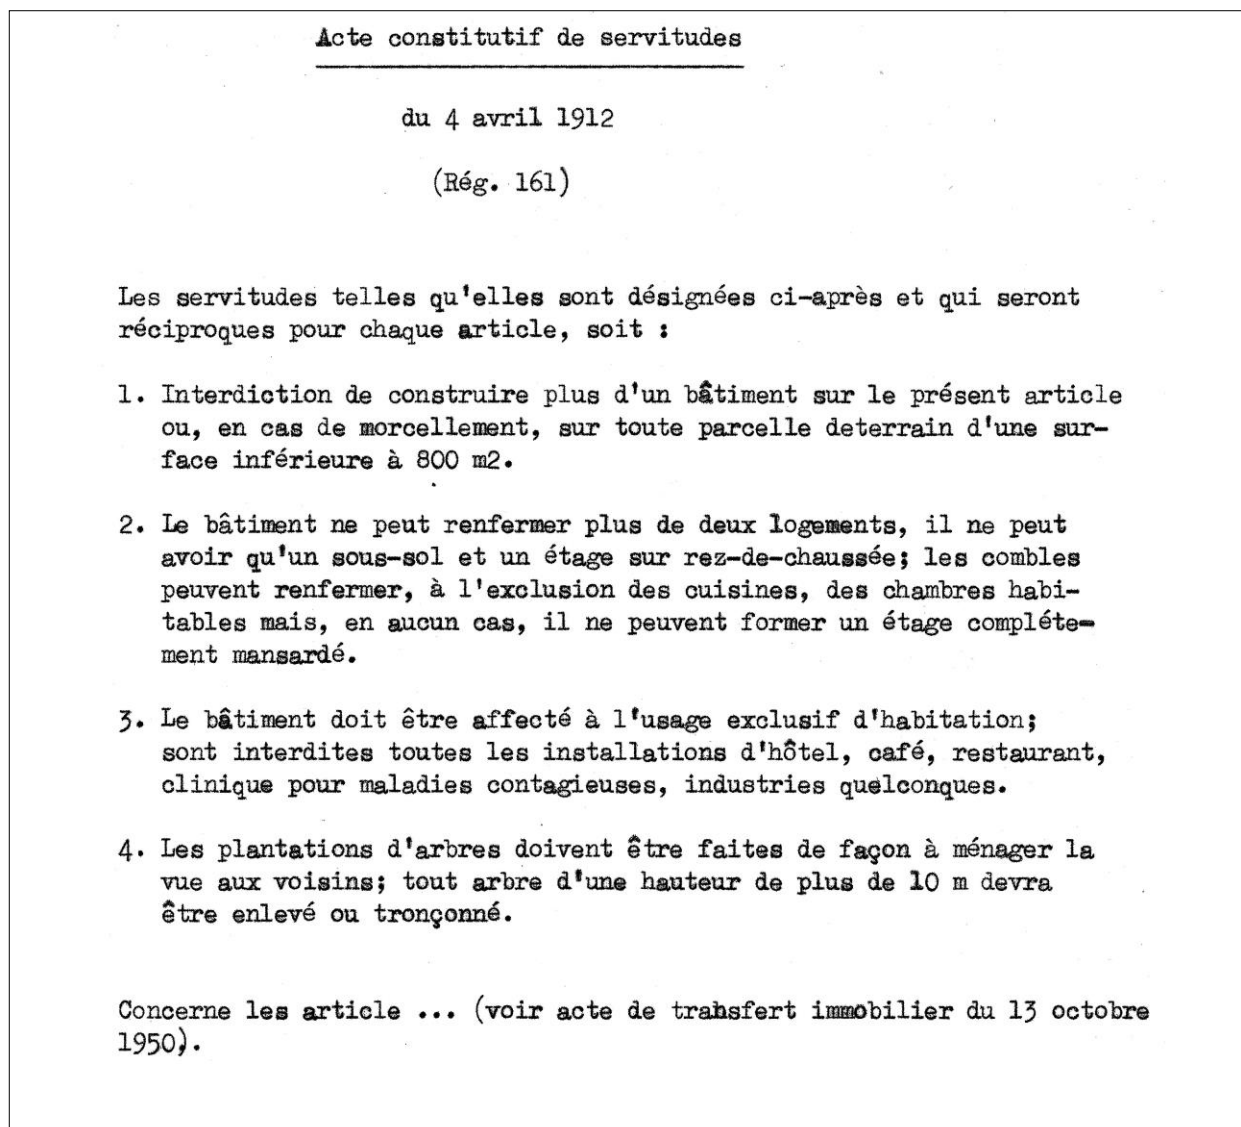 Acte constitutif de servitudes
du 4 avril 1912
(Rég. 161)
Les servitudes telles qu'elles sont désignées ci-après et qui seront
réciproques pour chaque article, soit :
1. Interdiction de construire plus d'un bâtiment sur le présent article
ou, en cas de morcellement, sur toute parcelle deterrain d'une sur-
face inférieure à 800 m2.
2. Le bâtiment ne peut renfermer plus de deux logements, il ne peut
avoir qu'un sous-sol et un étage sur rez-de-chaussée; les combles
peuvent renfermer, à l'exclusion des cuisines, des chambres habi-
tables mais, en aucun cas, il ne peuvent former un étage compléte-
ment mansardé.
3. Le bâtiment doit être affecté à l'usage exclusif d'habitation;
sont interdites toutes les installations d'hôtel, café, restaurant,
clinique pour maladies contagieuses, industries quelconques.
4. Les plantations d'arbres doivent être faites de façon à ménager la
vue aux voisins; tout arbre d'une hauteur de plus de 10 m devra
être enlevé ou tronçonné.
Concerne les article ... (voir acte de transfert immobilier du 13 octobre
1950).